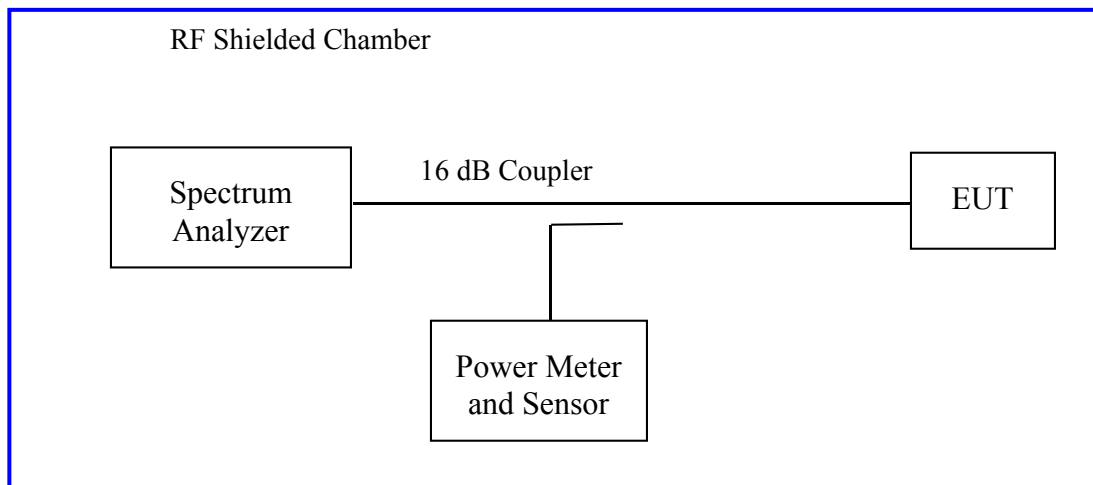 RF Shielded Chamber
16 dB Coupler
Spectrum
Analyzer
EUT
Power Meter
and Sensor